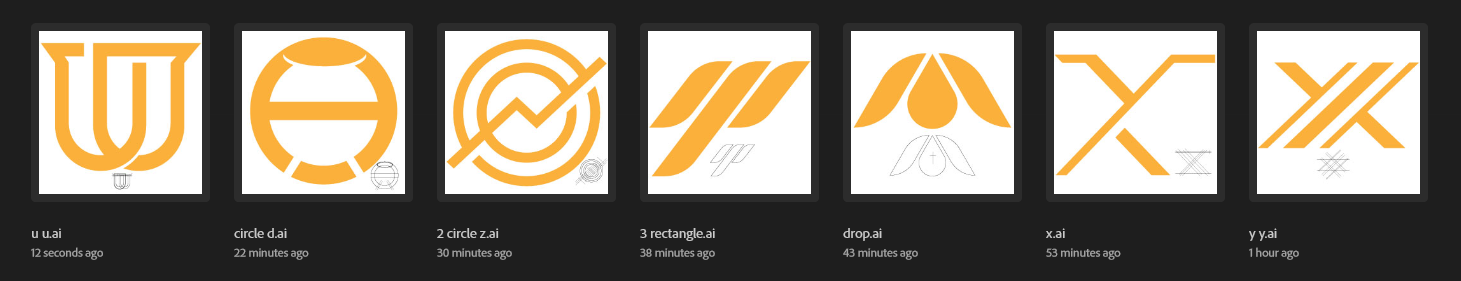 u u.ai
12 seconds ago
circle d.ai
22 minutes ago
2 circle z.ai
30 minutes ago
3 rectangle.ai
38 minutes ago
drop.ai
43 minutes ago
x.ai
53 minutes ago
y y.ai
1 hour ago